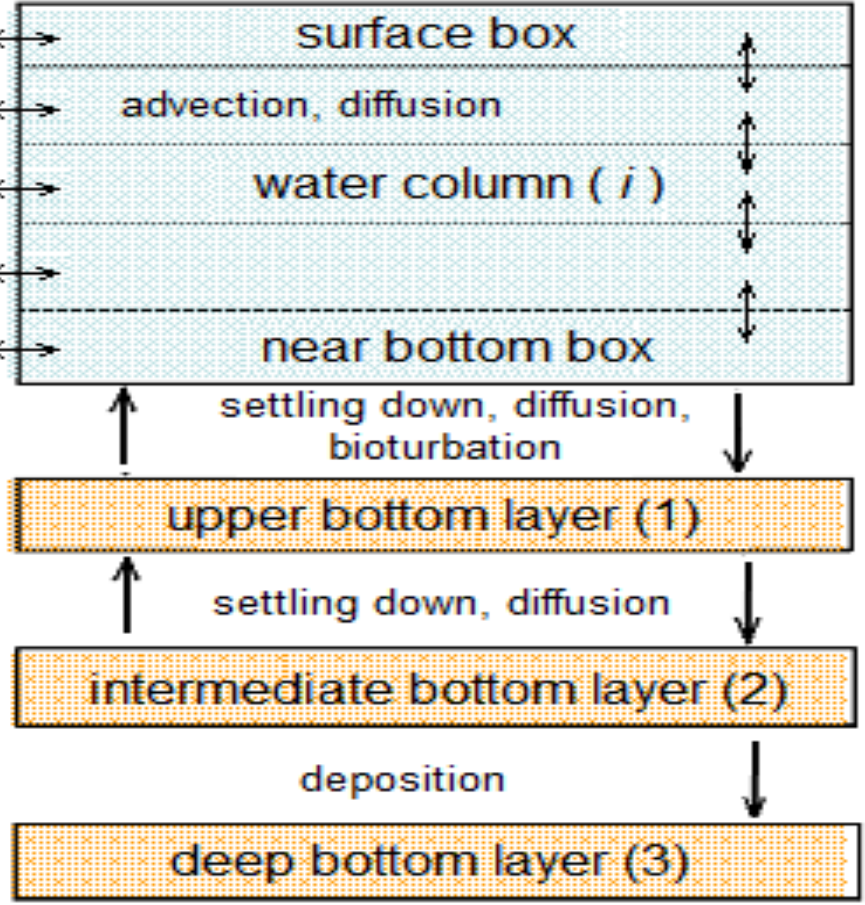 surface box
advection, diffusion
water column ( i )
near bottom box
settling down, diffusion,
bioturbation
upper bottom layer (1)
settling down, diffusion
intermediate bottom layer (2)
deposition
deep bottom layer (3)